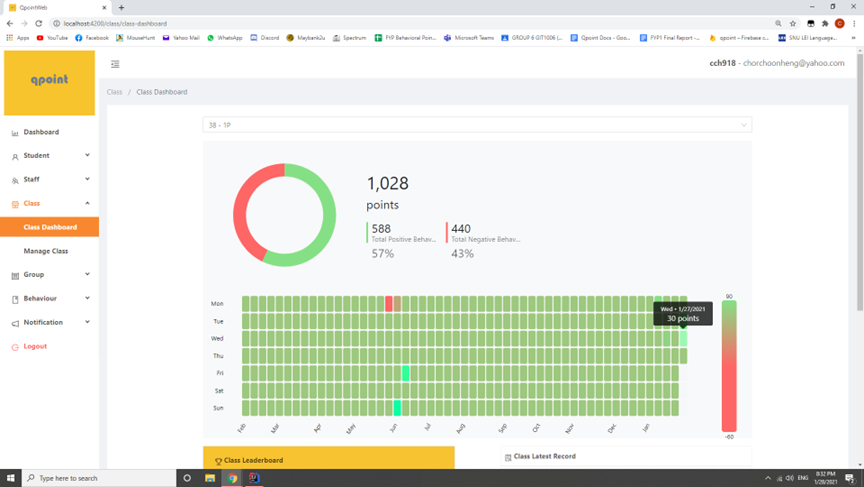 QpointWeb
localhost:4200/class/class-dashboard
Apps YouTube Facebook MouseHunt Yahoo Mail WhatsApp Discord Maybank2u Spectrum FYP Behavioral Poin... Microsoft Teams GROUP 6 GIT1006 (... Qpoint Docs - Goo... FYP1 Final Report -... qpoint – Firebase c... SNU LEI Language...
qpoint
cch918 - chorchoonheng@yahoo.com
Class / Class Dashboard
Dashboard
Student
Staff
Class
Class Dashboard
Manage Class
Group
Behaviour
Notification
Logout
38 - 1P
1,028
points
588
Total Positive Behav...
57%
440
Total Negative Behav...
43%
Mon
Tue
Wed
Thu
Fri
Sat
Sun
Feb Mar Apr May Jun Jul Aug Sep Oct Nov Dec Jan
Wed • 1/27/2021
30 points
90
-60
Class Leaderboard
Class Latest Record
Type here to search
ENG
8:32 PM
1/28/2021